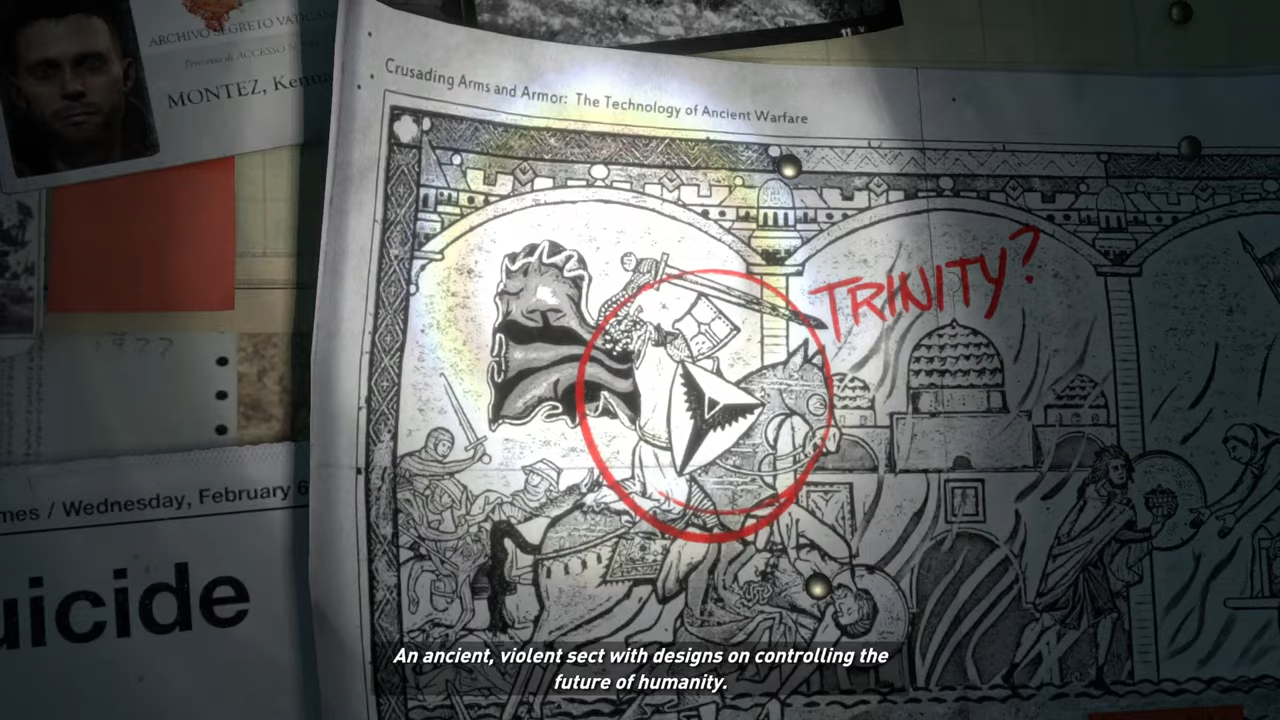 ARCHIVO SEGRETO VATICANO
MONTEZ, Kenna
Crusading Arms and Armor: The Technology of Ancient Warfare
TRINITY?
mes / Wednesday, February 6
uicide
An ancient, violent sect with designs on controlling the
future of humanity.